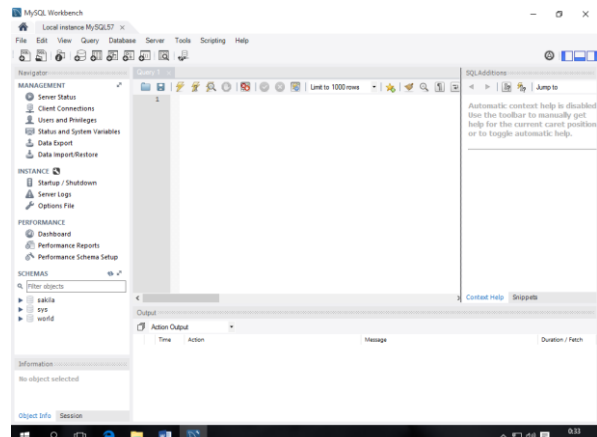 MySQL Workbench
Local instance MySQL57 ×
File Edit View Query Database Server Tools Scripting Help
Navigator
Query 1 ×
SQLAdditions
MANAGEMENT
Server Status
Client Connections
Users and Privileges
Status and System Variables
Data Export
Data Import/Restore
INSTANCE
Startup / Shutdown
Server Logs
Options File
PERFORMANCE
Dashboard
Performance Reports
Performance Schema Setup
SCHEMAS
Filter objects
sakila
sys
world
Information
No object selected
Object Info Session
Limit to 1000 rows
1
Jump to
Automatic context help is disabled
Use the toolbar to manually get
help for the current caret position
or to toggle automatic help.
Context Help Snippets
Output
Action Output
Time Action Message Duration / Fetch
0:33